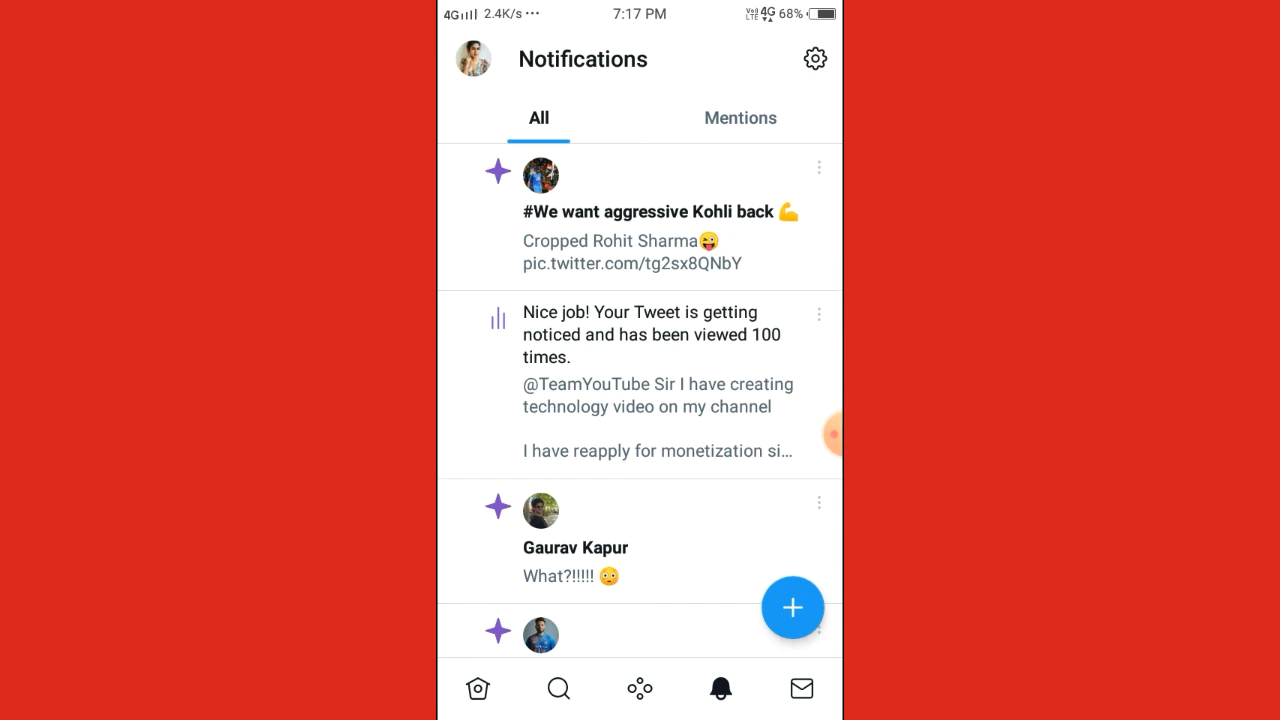 4G 2.4K/s ··· 7:17 PM Vo) LTE 4G 68%
Notifications
All Mentions
#We want aggressive Kohli back 💪
Cropped Rohit Sharma😜
pic.twitter.com/tg2sx8QNbY
Nice job! Your Tweet is getting
noticed and has been viewed 100
times.
@TeamYouTube Sir I have creating
technology video on my channel
I have reapply for monetization si...
Gaurav Kapur
What?!!!!! 😳